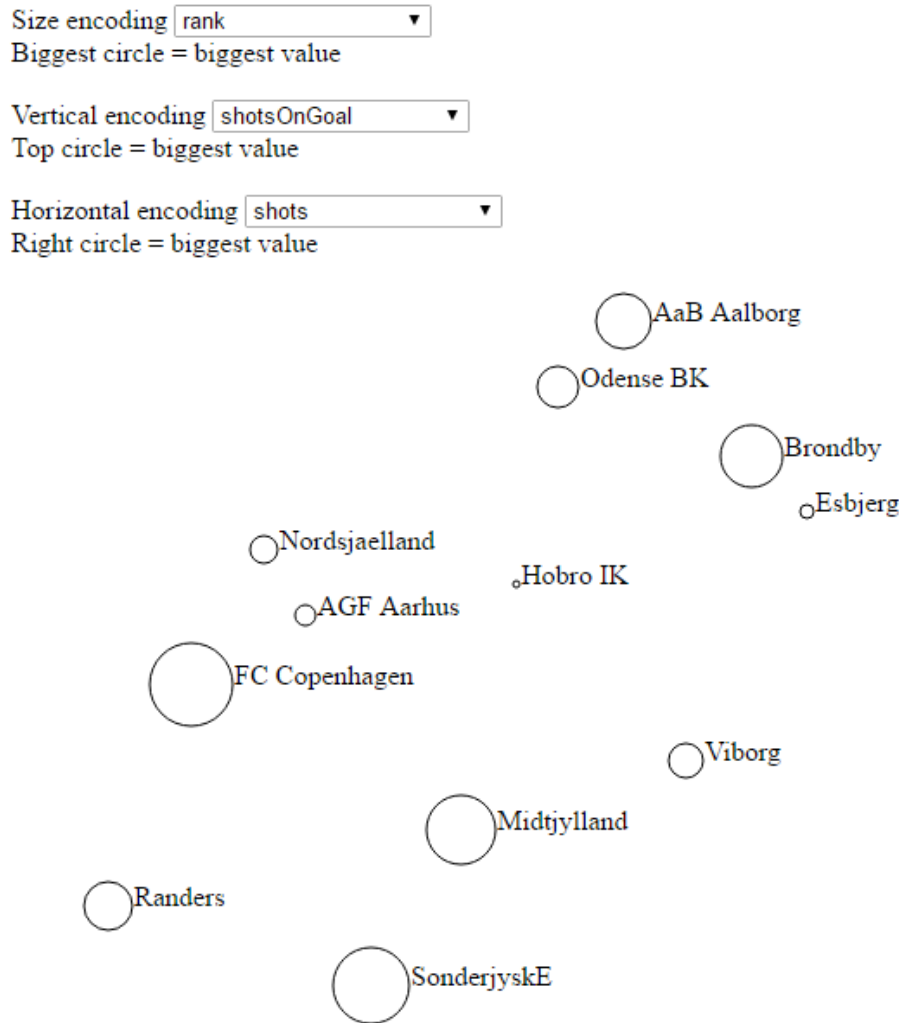 Size encoding rank
Biggest circle = biggest value
Vertical encoding shotsOnGoal
Top circle = biggest value
Horizontal encoding shots
Right circle = biggest value
AaB Aalborg
Odense BK
Brondby
Esbjerg
Nordsjaelland
Hobro IK
AGF Aarhus
FC Copenhagen
Viborg
Midtjylland
Randers
SonderjyskE